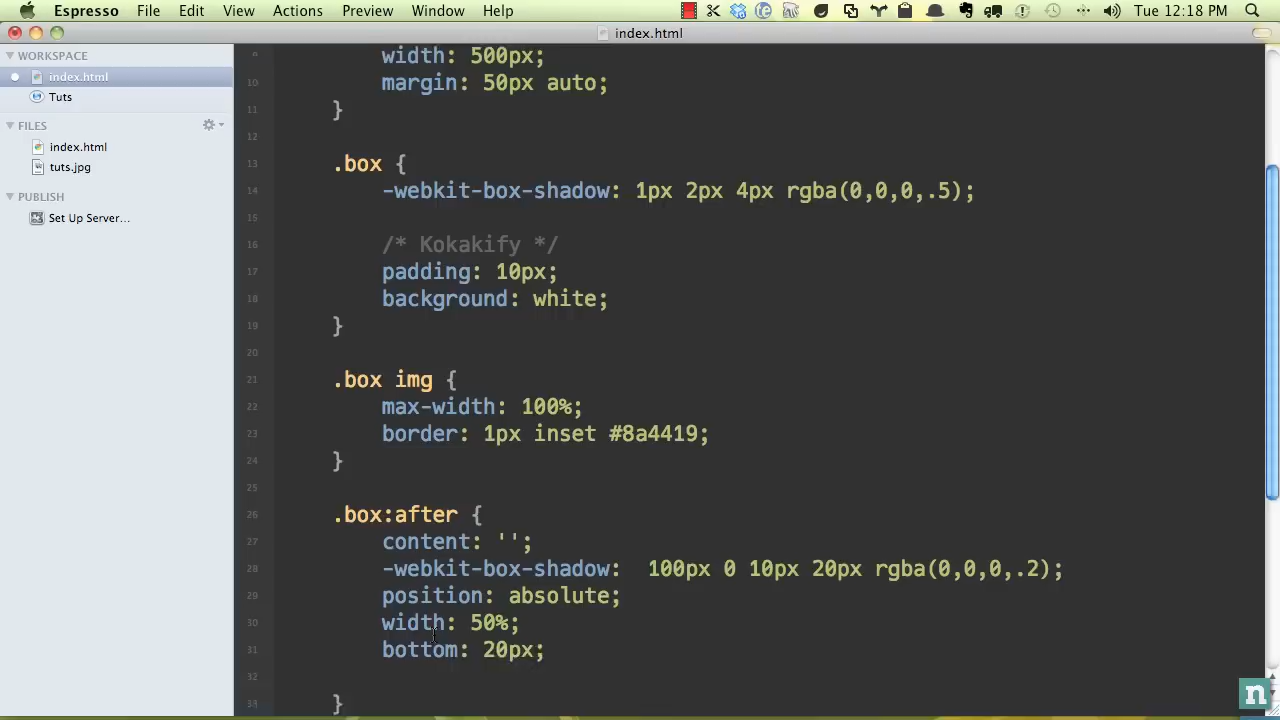 Espresso File Edit View Actions Preview Window Help Tue 12:18 PM
index.html
WORKSPACE
index.html
Tuts
FILES
index.html
tuts.jpg
PUBLISH
Set Up Server...
width: 500px;
10 margin: 50px auto;
11 }
12
13 .box {
14 -webkit-box-shadow: 1px 2px 4px rgba(0,0,0,.5);
15
16 /* Kokakify */
17 padding: 10px;
18 background: white;
19 }
20
21 .box img {
22 max-width: 100%;
23 border: 1px inset #8a4419;
24 }
25
26 .box:after {
27 content: '';
28 -webkit-box-shadow: 100px 0 10px 20px rgba(0,0,0,.2);
29 position: absolute;
30 width: 50%;
31 bottom: 20px;
32
33 }
n